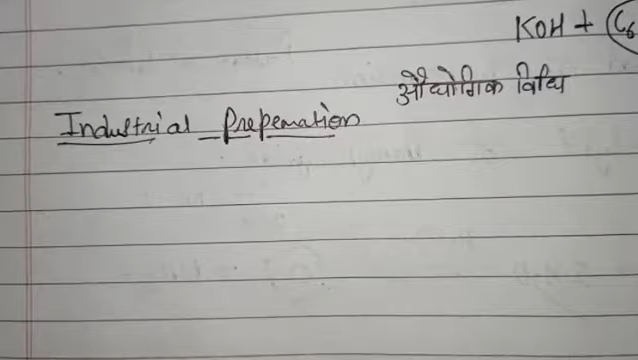 KOH + C6
औद्योगिक विधि
Industrial Preperation